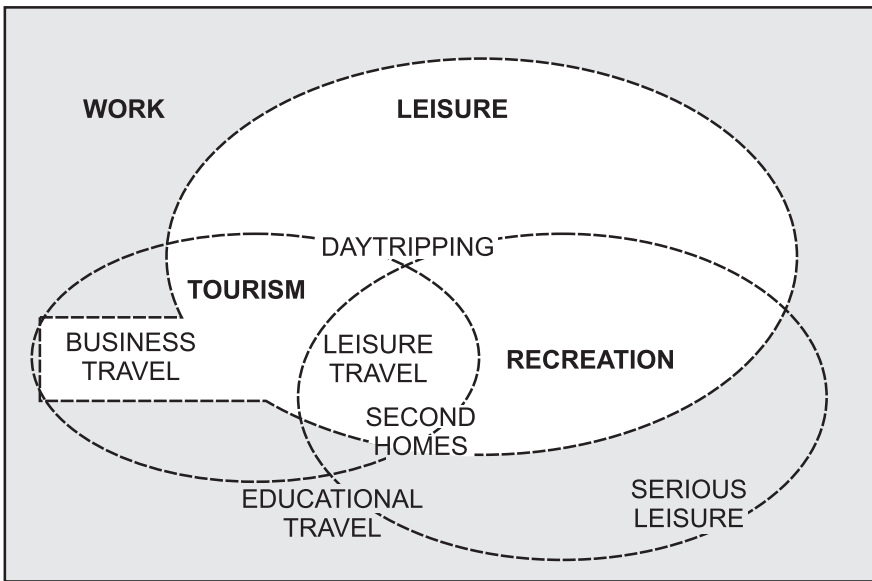 WORK
LEISURE
DAYTRIPPING
TOURISM
BUSINESS
TRAVEL
LEISURE
TRAVEL
RECREATION
SECOND
HOMES
EDUCATIONAL
TRAVEL
SERIOUS
LEISURE